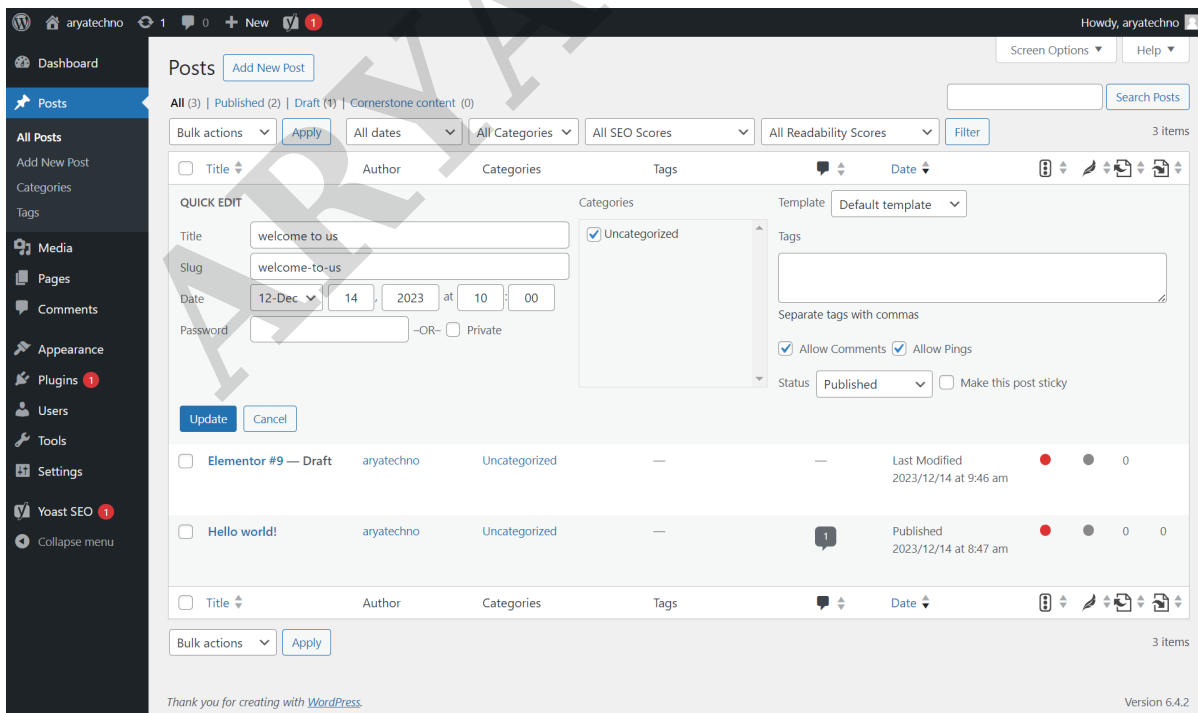 aryatechno 1 0 New 1 Howdy, aryatechno
Screen Options Help
Dashboard
Posts
All Posts
Add New Post
Categories
Tags
Media
Pages
Comments
Appearance
Plugins 1
Users
Tools
Settings
Yoast SEO 1
Collapse menu
Posts Add New Post
All (3) | Published (2) | Draft (1) | Cornerstone content (0)
Search Posts
Bulk actions Apply All dates All Categories All SEO Scores All Readability Scores Filter 3 items
Title Author Categories Tags Date
QUICK EDIT
Title welcome to us
Slug welcome-to-us
Date 12-Dec 14 , 2023 at 10 : 00
Password –OR– Private
Categories
Uncategorized
Template Default template
Tags
Separate tags with commas
Allow Comments Allow Pings
Status Published Make this post sticky
Update Cancel
Elementor #9 — Draft aryatechno Uncategorized — — Last Modified 0
2023/12/14 at 9:46 am
Hello world! aryatechno Uncategorized — 1 Published 0 0
2023/12/14 at 8:47 am
Title Author Categories Tags Date
Bulk actions Apply 3 items
Thank you for creating with WordPress. Version 6.4.2
ARYA